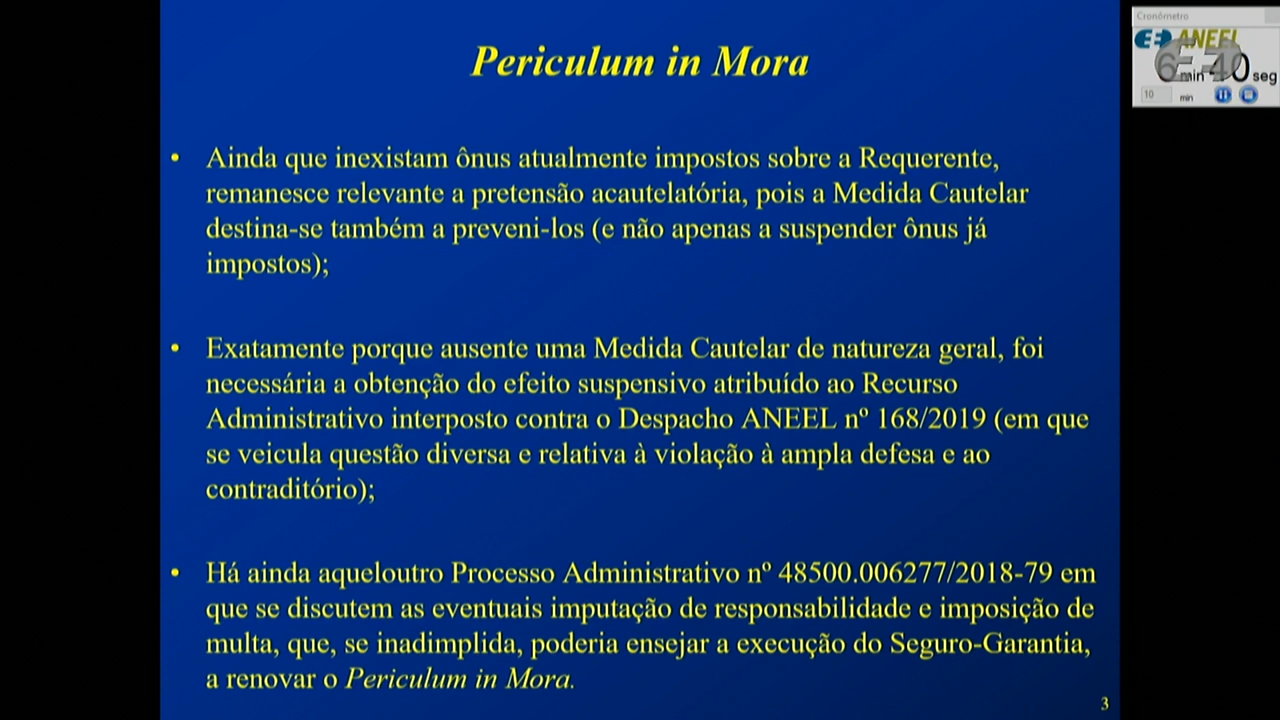 Periculum in Mora
Cronómetro
ANEEL
min
seg
10
min
• Ainda que inexistam ônus atualmente impostos sobre a Requerente,
remanesce relevante a pretensão acautelatória, pois a Medida Cautelar
destina-se também a preveni-los (e não apenas a suspender ônus já
impostos);
• Exatamente porque ausente uma Medida Cautelar de natureza geral, foi
necessária a obtenção do efeito suspensivo atribuído ao Recurso
Administrativo interposto contra o Despacho ANEEL nº 168/2019 (em que
se veicula questão diversa e relativa à violação à ampla defesa e ao
contraditório);
• Há ainda aqueloutro Processo Administrativo nº 48500.006277/2018-79 em
que se discutem as eventuais imputação de responsabilidade e imposição de
multa, que, se inadimplida, poderia ensejar a execução do Seguro-Garantia,
a renovar o Periculum in Mora.
3